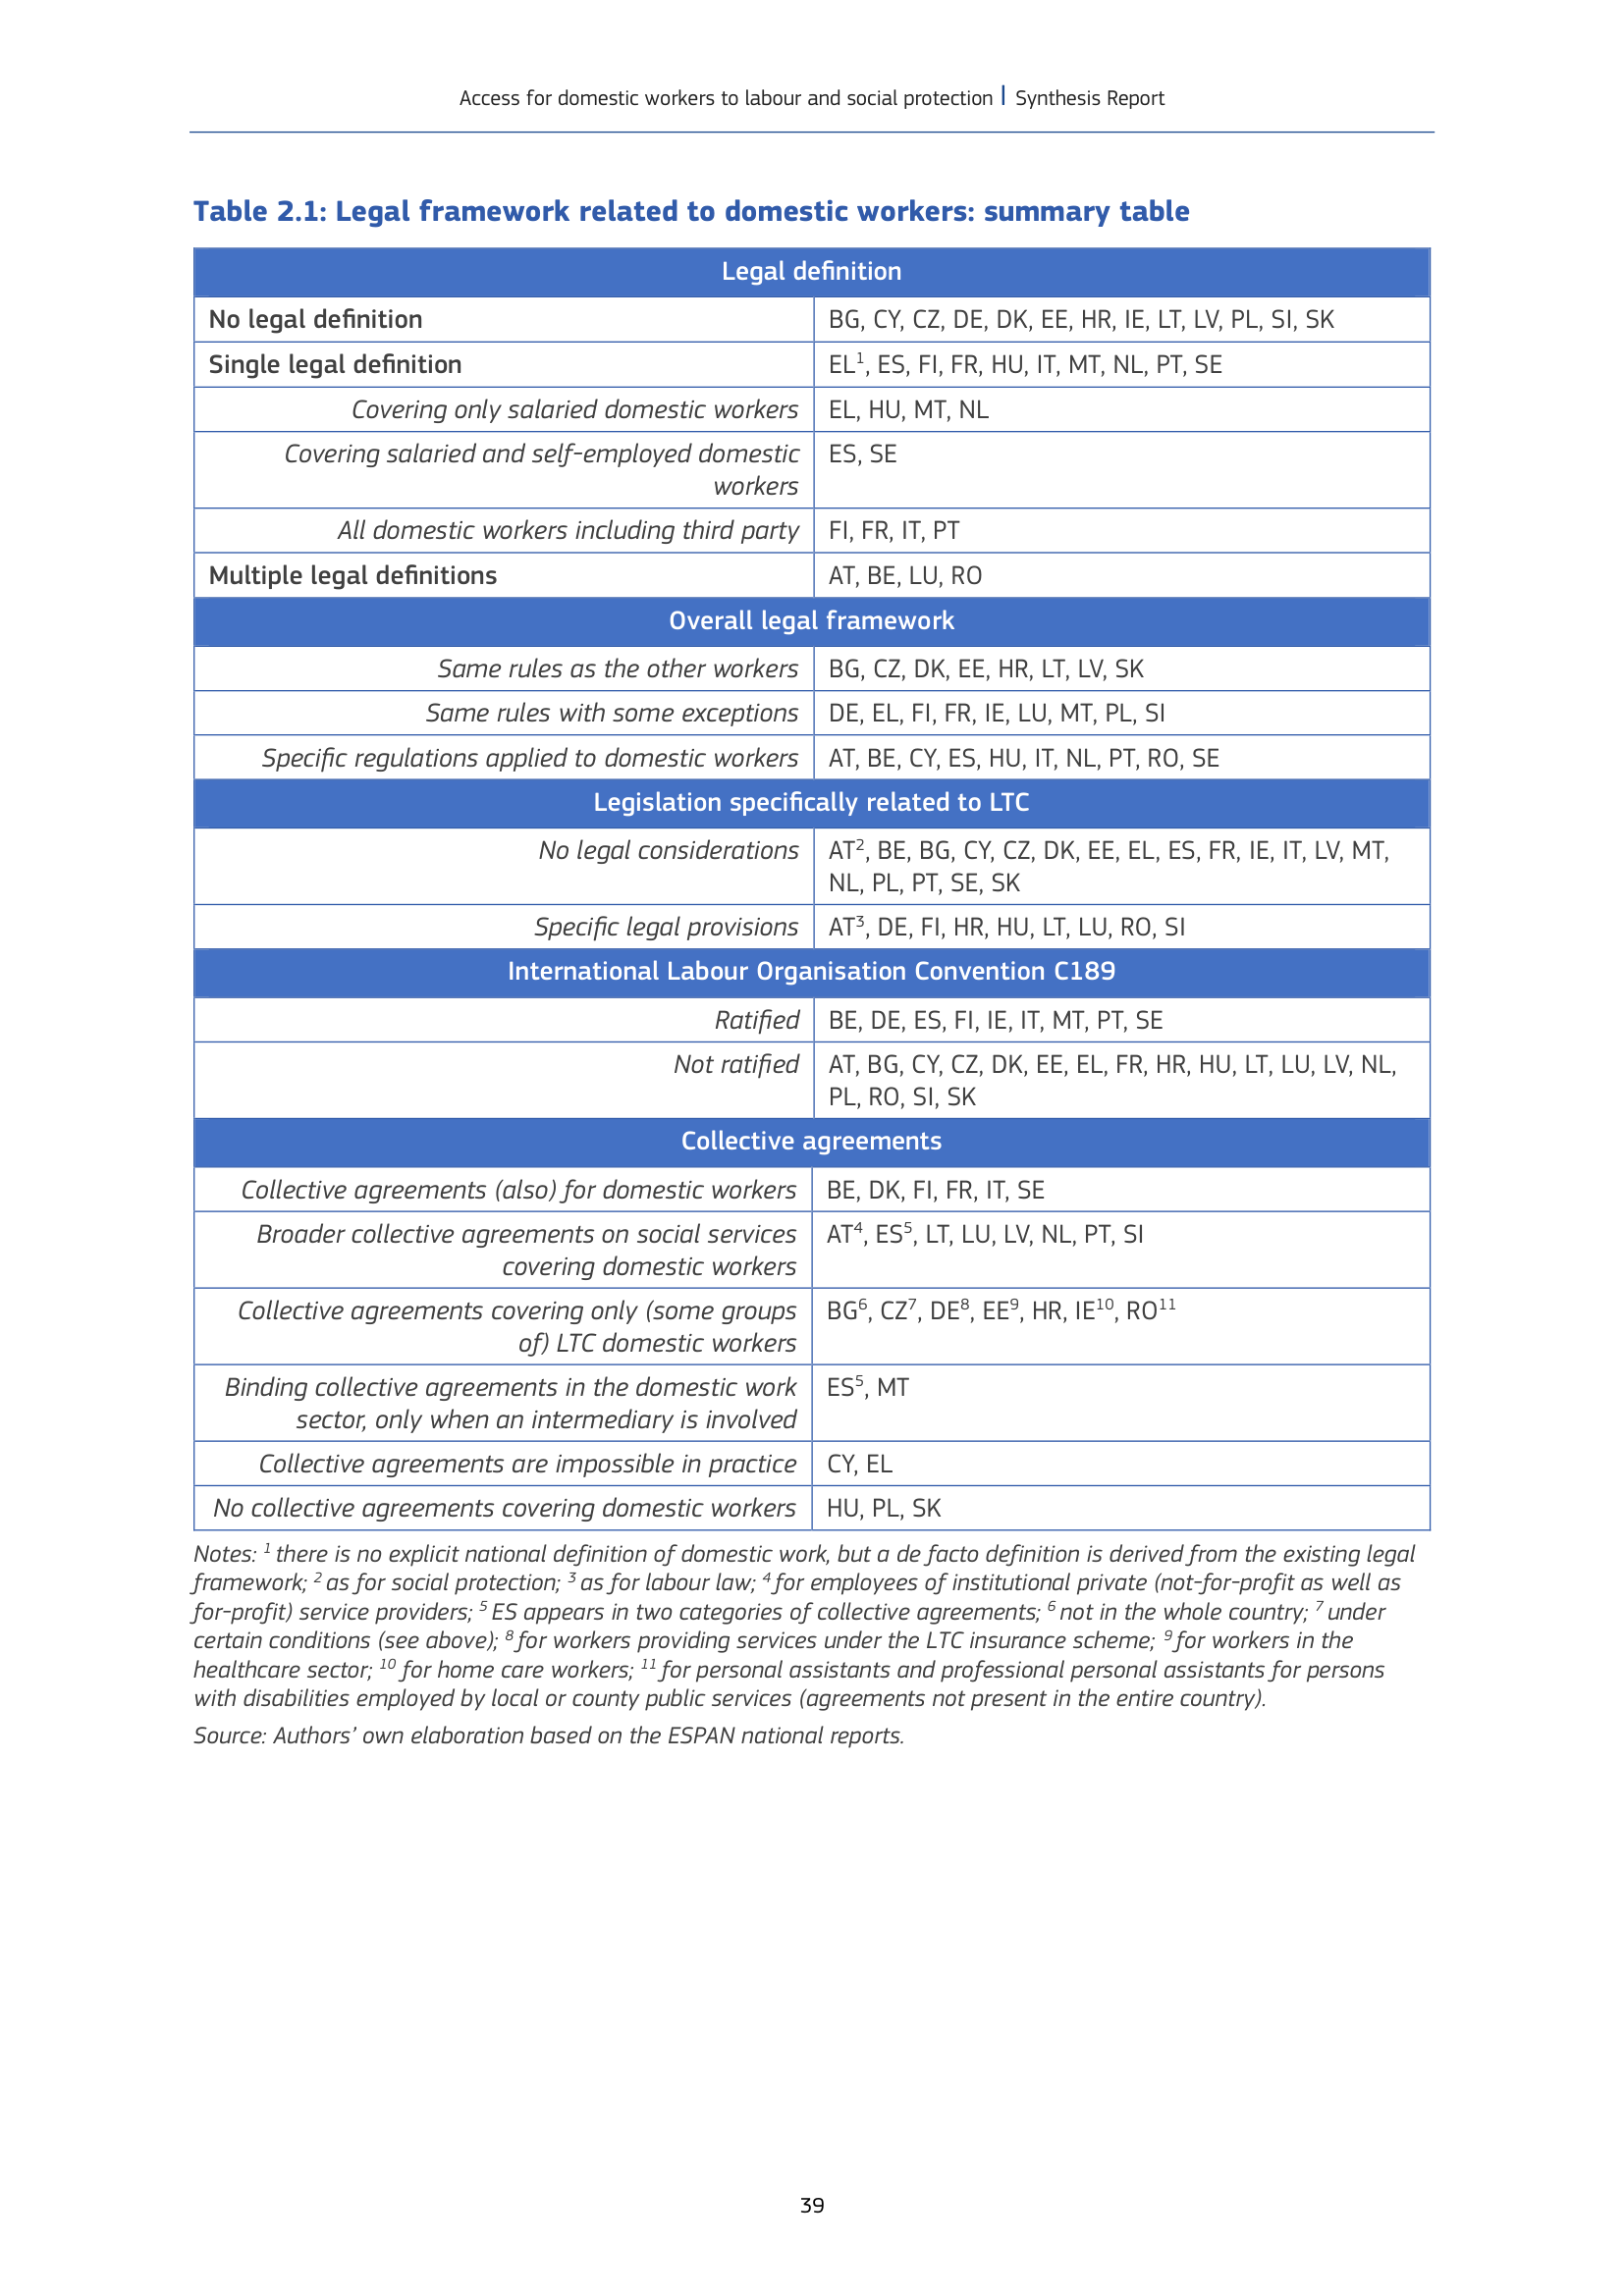 Access for domestic workers to labour and social protection | Synthesis Report
Table 2.1: Legal framework related to domestic workers: summary table
Legal definition
No legal definition BG, CY, CZ, DE, DK, EE, HR, IE, LT, LV, PL, SI, SK
Single legal definition EL¹, ES, FI, FR, HU, IT, MT, NL, PT, SE
Covering only salaried domestic workers EL, HU, MT, NL
Covering salaried and self-employed domestic ES, SE
workers
All domestic workers including third party FI, FR, IT, PT
Multiple legal definitions AT, BE, LU, RO
Overall legal framework
Same rules as the other workers BG, CZ, DK, EE, HR, LT, LV, SK
Same rules with some exceptions DE, EL, FI, FR, IE, LU, MT, PL, SI
Specific regulations applied to domestic workers AT, BE, CY, ES, HU, IT, NL, PT, RO, SE
Legislation specifically related to LTC
No legal considerations AT², BE, BG, CY, CZ, DK, EE, EL, ES, FR, IE, IT, LV, MT,
NL, PL, PT, SE, SK
Specific legal provisions AT³, DE, FI, HR, HU, LT, LU, RO, SI
International Labour Organisation Convention C189
Ratified BE, DE, ES, FI, IE, IT, MT, PT, SE
Not ratified AT, BG, CY, CZ, DK, EE, EL, FR, HR, HU, LT, LU, LV, NL,
PL, RO, SI, SK
Collective agreements
Collective agreements (also) for domestic workers BE, DK, FI, FR, IT, SE
Broader collective agreements on social services AT⁴, ES⁵, LT, LU, LV, NL, PT, SI
covering domestic workers
Collective agreements covering only (some groups BG⁶, CZ⁷, DE⁸, EE⁹, HR, IE¹⁰, RO¹¹
of) LTC domestic workers
Binding collective agreements in the domestic work ES⁵, MT
sector, only when an intermediary is involved
Collective agreements are impossible in practice CY, EL
No collective agreements covering domestic workers HU, PL, SK
Notes: ¹ there is no explicit national definition of domestic work, but a de facto definition is derived from the existing legal
framework; ² as for social protection; ³ as for labour law; ⁴ for employees of institutional private (not-for-profit as well as
for-profit) service providers; ⁵ ES appears in two categories of collective agreements; ⁶ not in the whole country; ⁷ under
certain conditions (see above); ⁸ for workers providing services under the LTC insurance scheme; ⁹ for workers in the
healthcare sector; ¹⁰ for home care workers; ¹¹ for personal assistants and professional personal assistants for persons
with disabilities employed by local or county public services (agreements not present in the entire country).
Source: Authors’ own elaboration based on the ESPAN national reports.
39